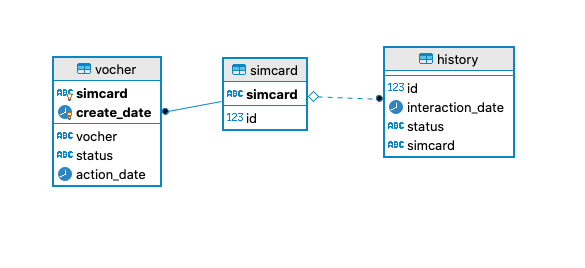 vocher
ABC simcard
create_date
ABC vocher
ABC status
action_date
simcard
ABC simcard
123 id
history
123 id
interaction_date
ABC status
ABC simcard